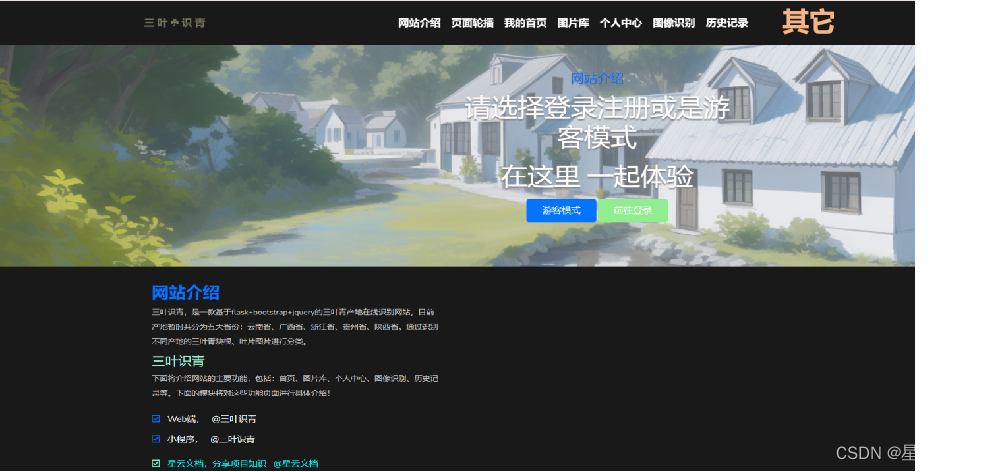 三叶☘识青
网站介绍 页面轮播 我的首页 图片库 个人中心 图像识别 历史记录 其它
网站介绍
请选择登录注册或是游
客模式
在这里 一起体验
游客模式 前往登录
网站介绍
三叶识青，是一款基于flask+bootstrap+jquery的三叶青产地在线识别网站。目前
产地暂时共分为五大省份：云南省、广西省、浙江省、贵州省、陕西省。通过对
不同产地的三叶青块根、叶片图片进行分类。
三叶识青
下面将介绍网站的主要功能，包括：首页、图片库、个人中心、图像识别、历史记
录等。下面的模块将对这些功能页面进行具体介绍！
Web端， @三叶识青
小程序， @三叶识青
星云文档，分享项目知识 @星云文档
CSDN @星